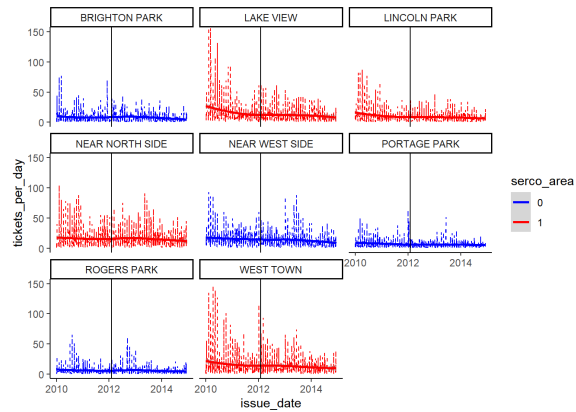 BRIGHTON PARK LAKE VIEW LINCOLN PARK
150
100
50
0
NEAR NORTH SIDE NEAR WEST SIDE PORTAGE PARK
150
100
50
0
2010 2012 2014
ROGERS PARK WEST TOWN
150
100
50
0
2010 2012 2014 2010 2012 2014
issue_date
tickets_per_day
serco_area
0
1